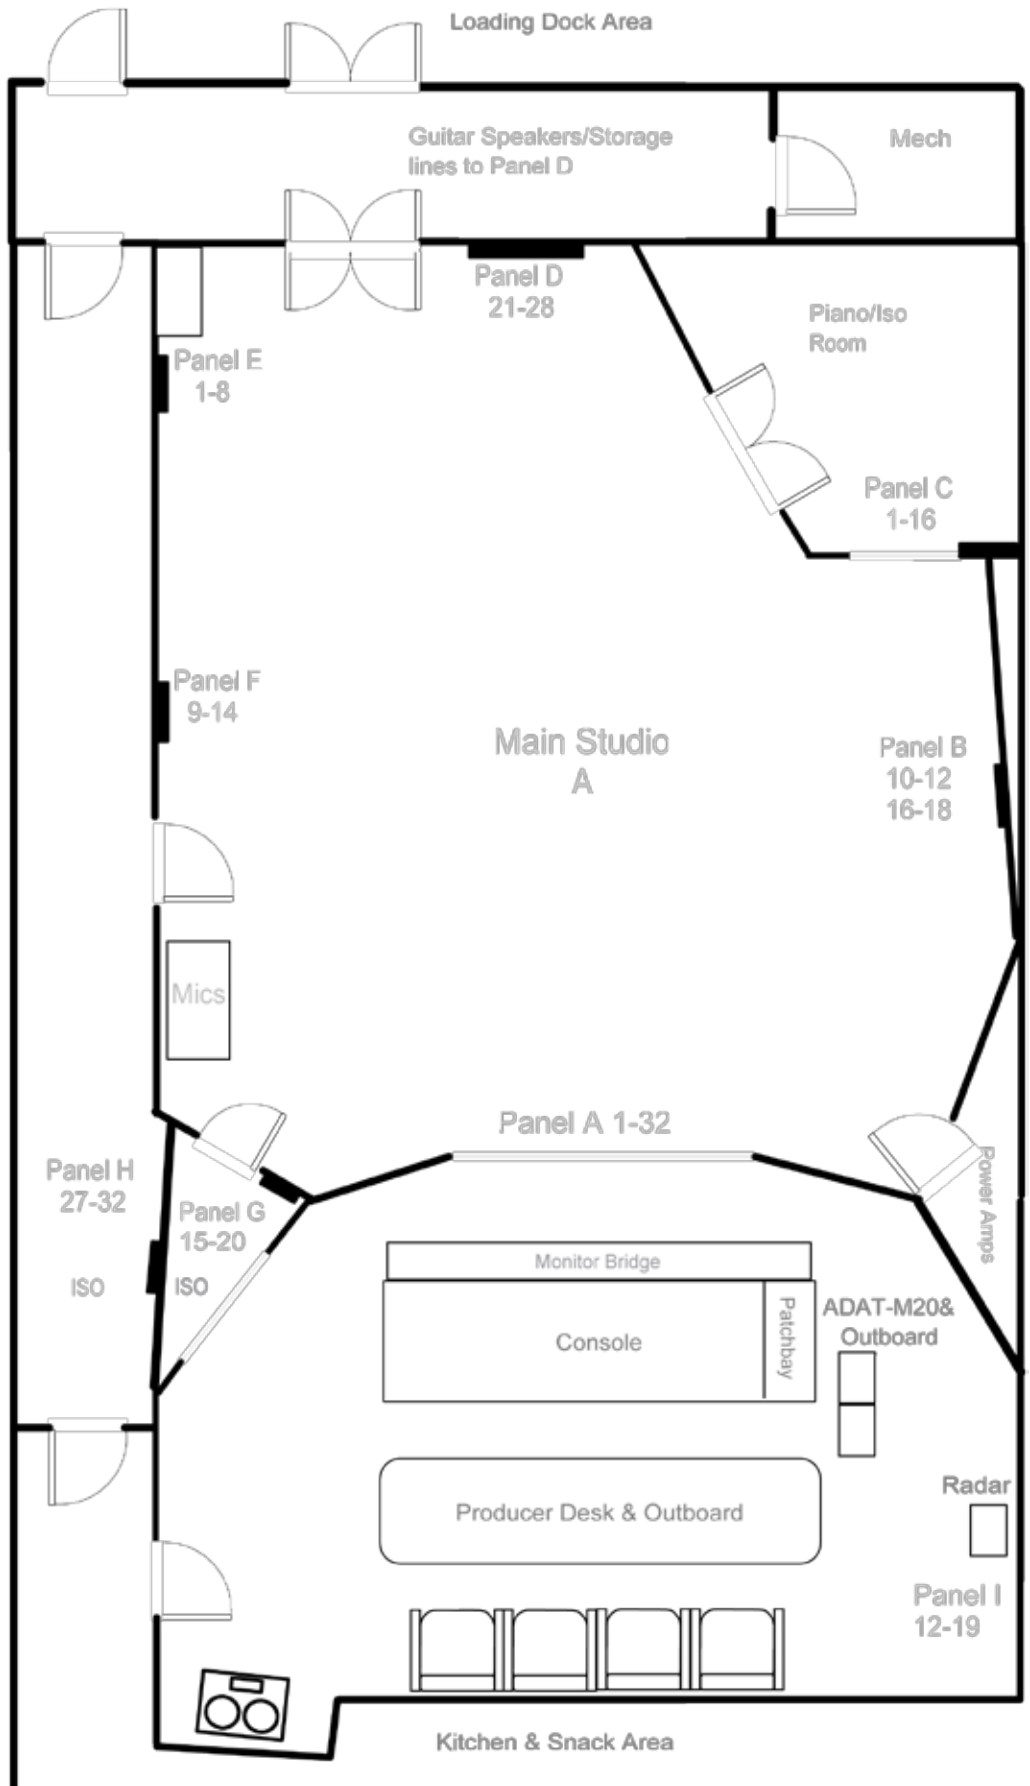 Loading Dock Area
Guitar Speakers/Storage
lines to Panel D
Mech
Panel D
21-28
Piano/Iso
Room
Panel E
1-8
Panel C
1-16
Panel F
9-14
Main Studio
A
Panel B
10-12
16-18
Mics
Panel A 1-32
Panel H
27-32
ISO
Panel G
15-20
ISO
Power Amps
Monitor Bridge
Console
Patchbay
ADAT-M20&
Outboard
Producer Desk & Outboard
Radar
Panel I
12-19
Kitchen & Snack Area